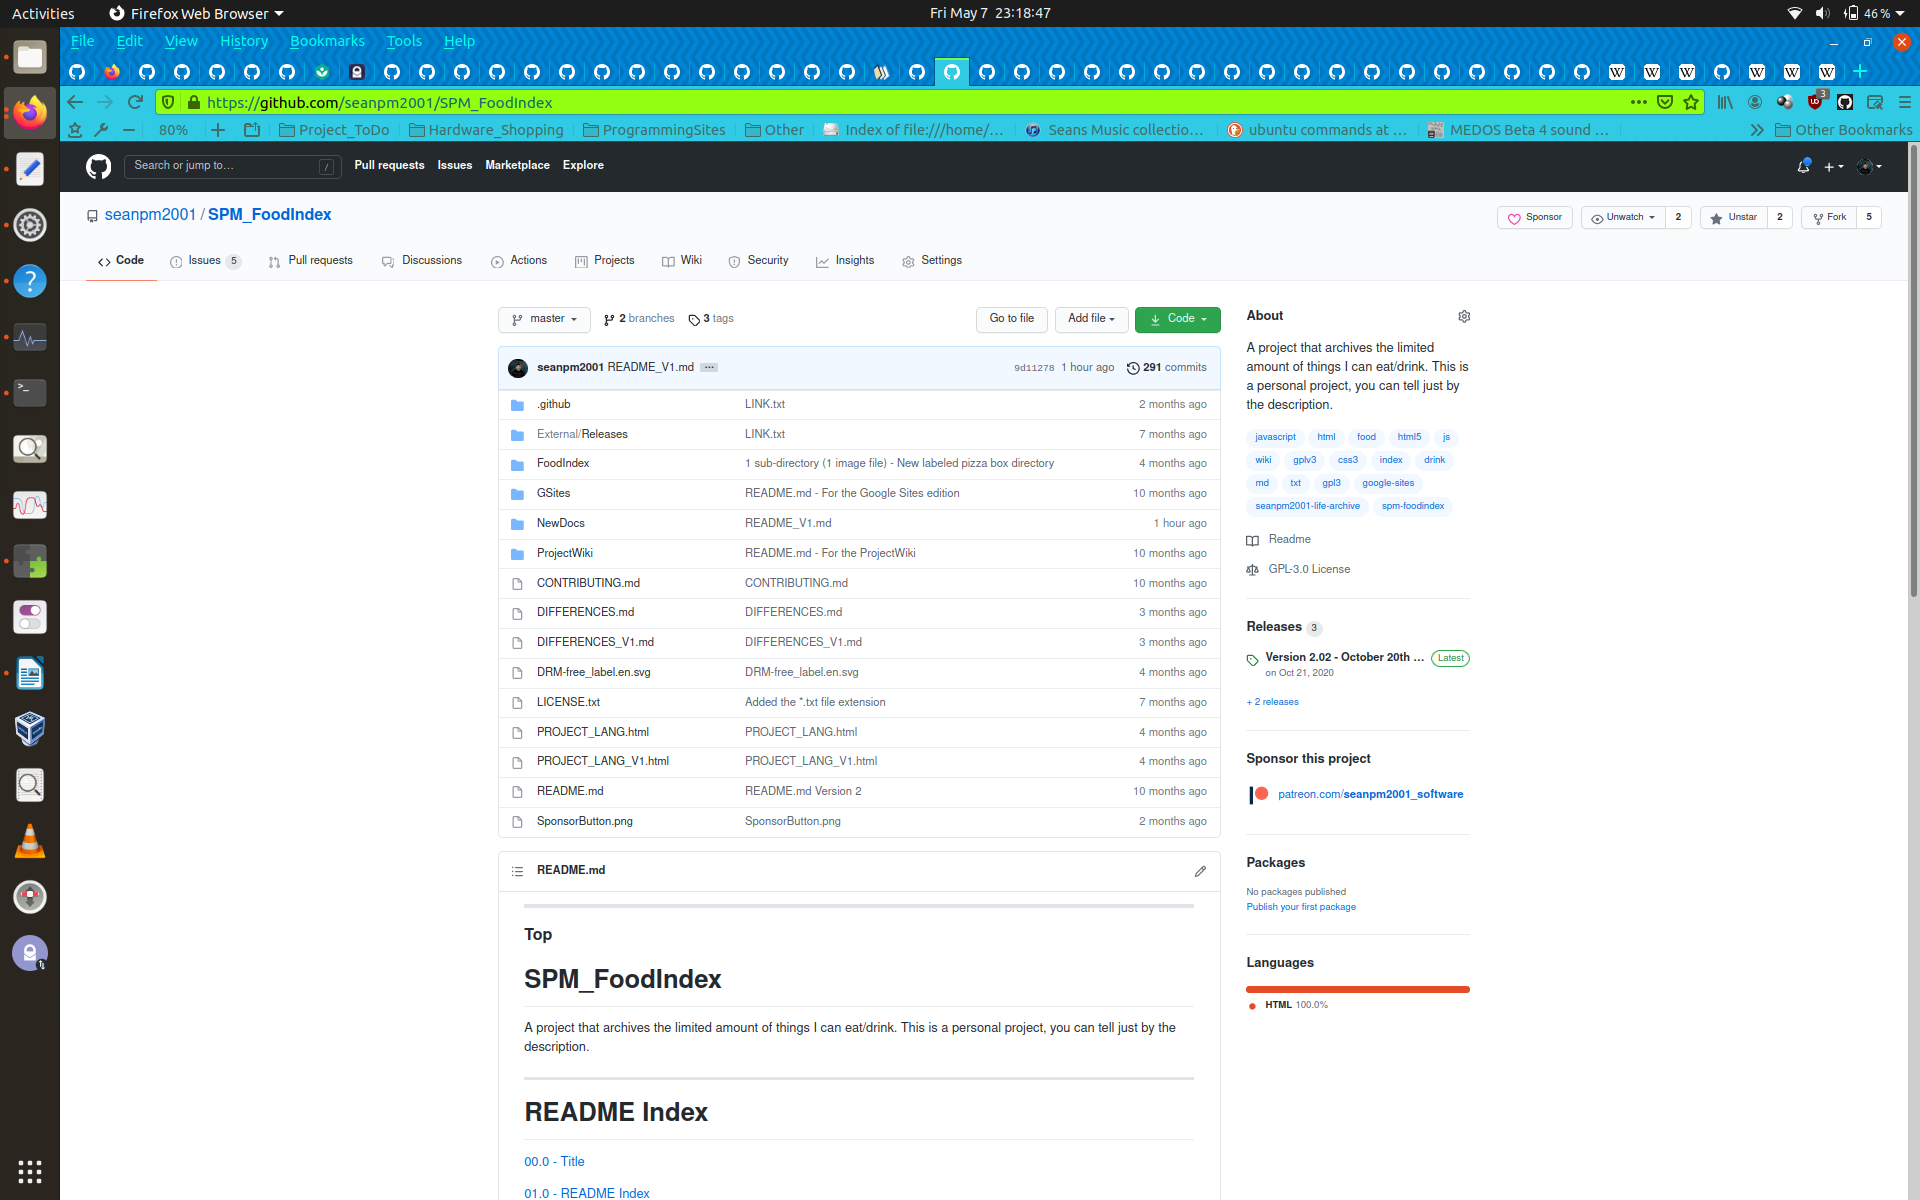 Activities
Firefox Web Browser
Fri May 7 23:18:47
46 %
File Edit View History Bookmarks Tools Help
https://github.com/seanpm2001/SPM_FoodIndex
3
80%
Project_ToDo
Hardware_Shopping
ProgrammingSites
Other
Index of file:///home/...
Seans Music collectio...
ubuntu commands at ...
MEDOS Beta 4 sound ...
Other Bookmarks
Search or jump to...
/
Pull requests Issues Marketplace Explore
seanpm2001 / SPM_FoodIndex
Sponsor
Unwatch 2
Unstar 2
Fork 5
Code
Issues 5
Pull requests
Discussions
Actions
Projects
Wiki
Security
Insights
Settings
master
2 branches
3 tags
Go to file
Add file
Code
seanpm2001 README_V1.md ...
9d11278 1 hour ago
291 commits
.github LINK.txt 2 months ago
External/Releases LINK.txt 7 months ago
FoodIndex 1 sub-directory (1 image file) - New labeled pizza box directory 4 months ago
GSites README.md - For the Google Sites edition 10 months ago
NewDocs README_V1.md 1 hour ago
ProjectWiki README.md - For the ProjectWiki 10 months ago
CONTRIBUTING.md CONTRIBUTING.md 10 months ago
DIFFERENCES.md DIFFERENCES.md 3 months ago
DIFFERENCES_V1.md DIFFERENCES_V1.md 3 months ago
DRM-free_label.en.svg DRM-free_label.en.svg 4 months ago
LICENSE.txt Added the *.txt file extension 7 months ago
PROJECT_LANG.html PROJECT_LANG.html 4 months ago
PROJECT_LANG_V1.html PROJECT_LANG_V1.html 4 months ago
README.md README.md Version 2 10 months ago
SponsorButton.png SponsorButton.png 2 months ago
README.md
Top
SPM_FoodIndex
A project that archives the limited amount of things I can eat/drink. This is a personal project, you can tell just by the
description.
README Index
00.0 - Title
01.0 - README Index
About
A project that archives the limited
amount of things I can eat/drink. This is
a personal project, you can tell just by
the description.
javascript html food html5 js
wiki gplv3 css3 index drink
md txt gpl3 google-sites
seanpm2001-life-archive spm-foodindex
Readme
GPL-3.0 License
Releases 3
Version 2.02 - October 20th ... Latest
on Oct 21, 2020
+ 2 releases
Sponsor this project
patreon.com/seanpm2001_software
Packages
No packages published
Publish your first package
Languages
HTML 100.0%